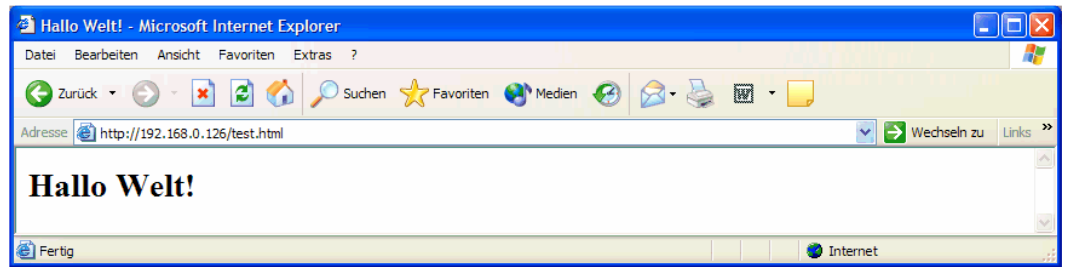 Hallo Welt! - Microsoft Internet Explorer
Datei Bearbeiten Ansicht Favoriten Extras ?
Zurück Suchen Favoriten Medien W
Adresse http://192.168.0.126/test.html Wechseln zu Links »
Hallo Welt!
Fertig Internet